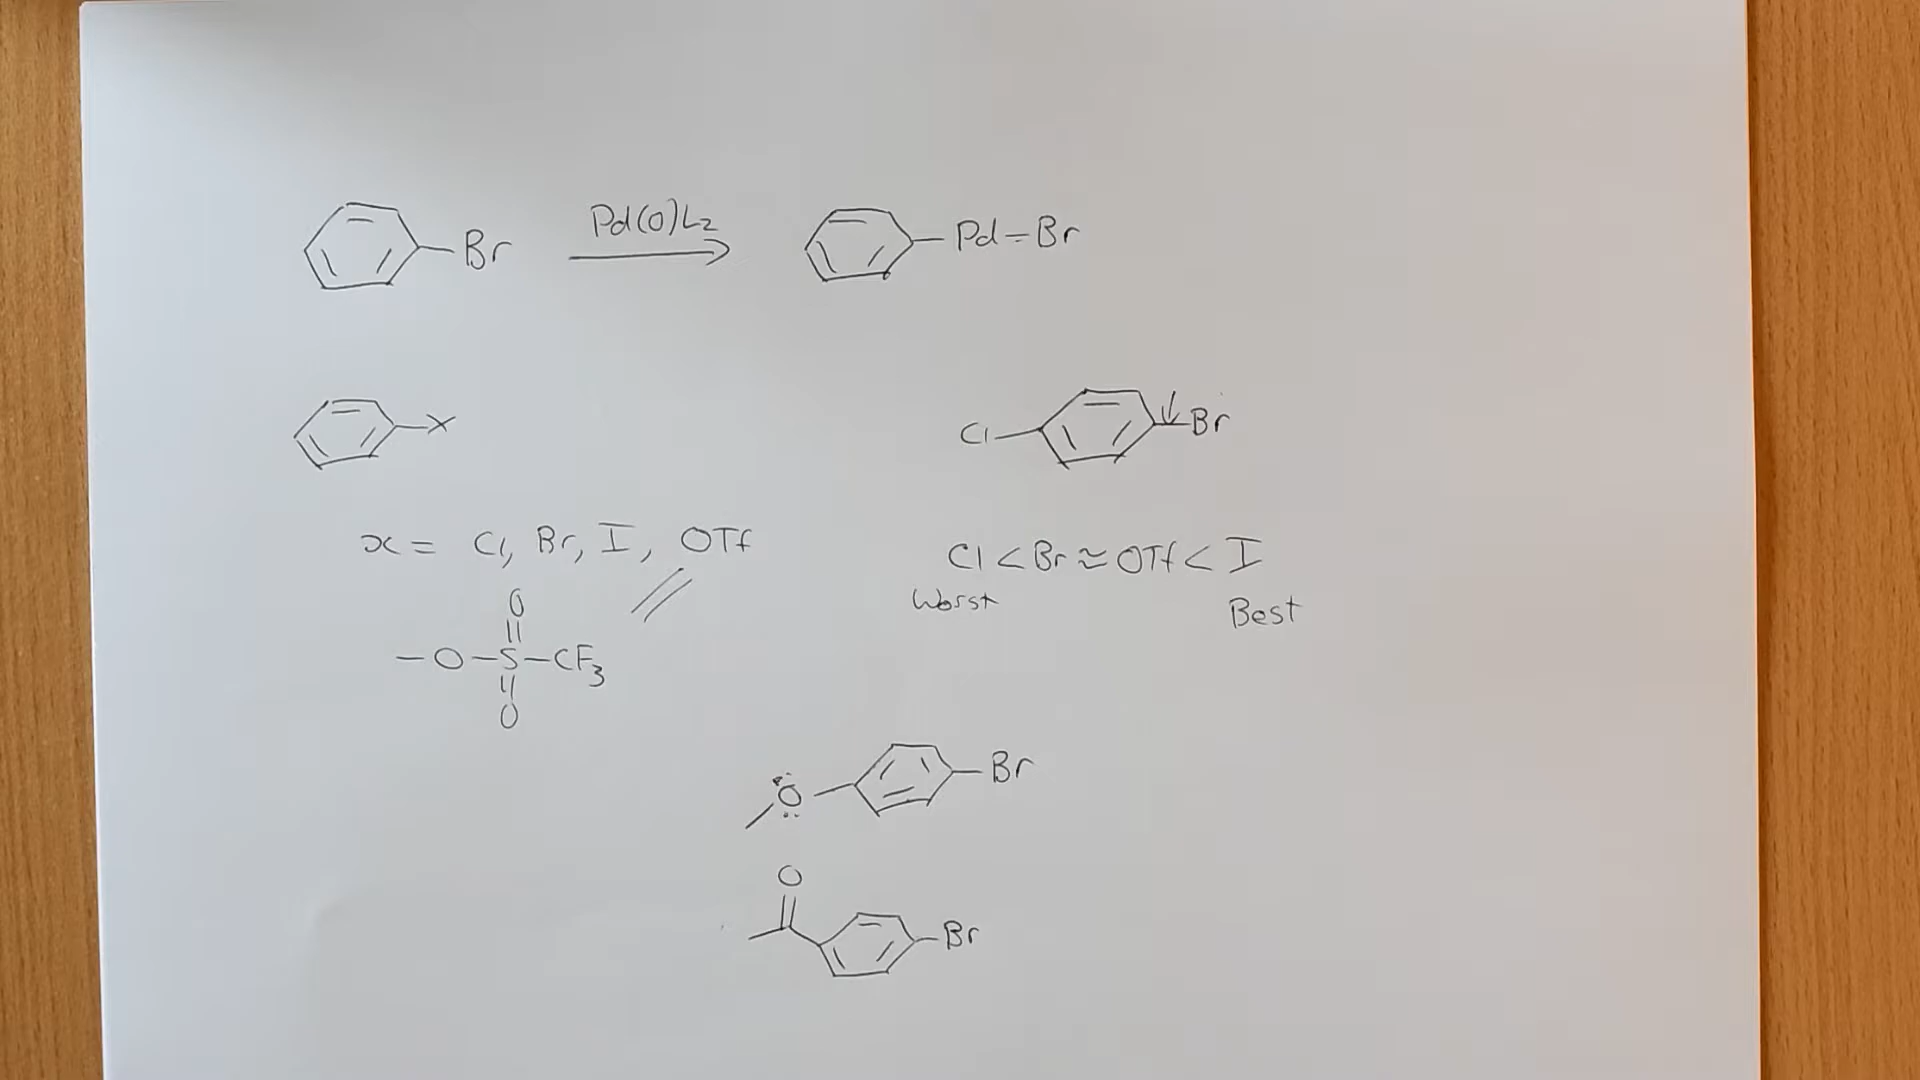 Br Pd(0)L2 Pd-Br
X
Cl Br
x = Cl, Br, I, OTf
Cl < Br ≈ OTf < I
Worst Best
O
-O-S-CF3
O
O Br
O
Br